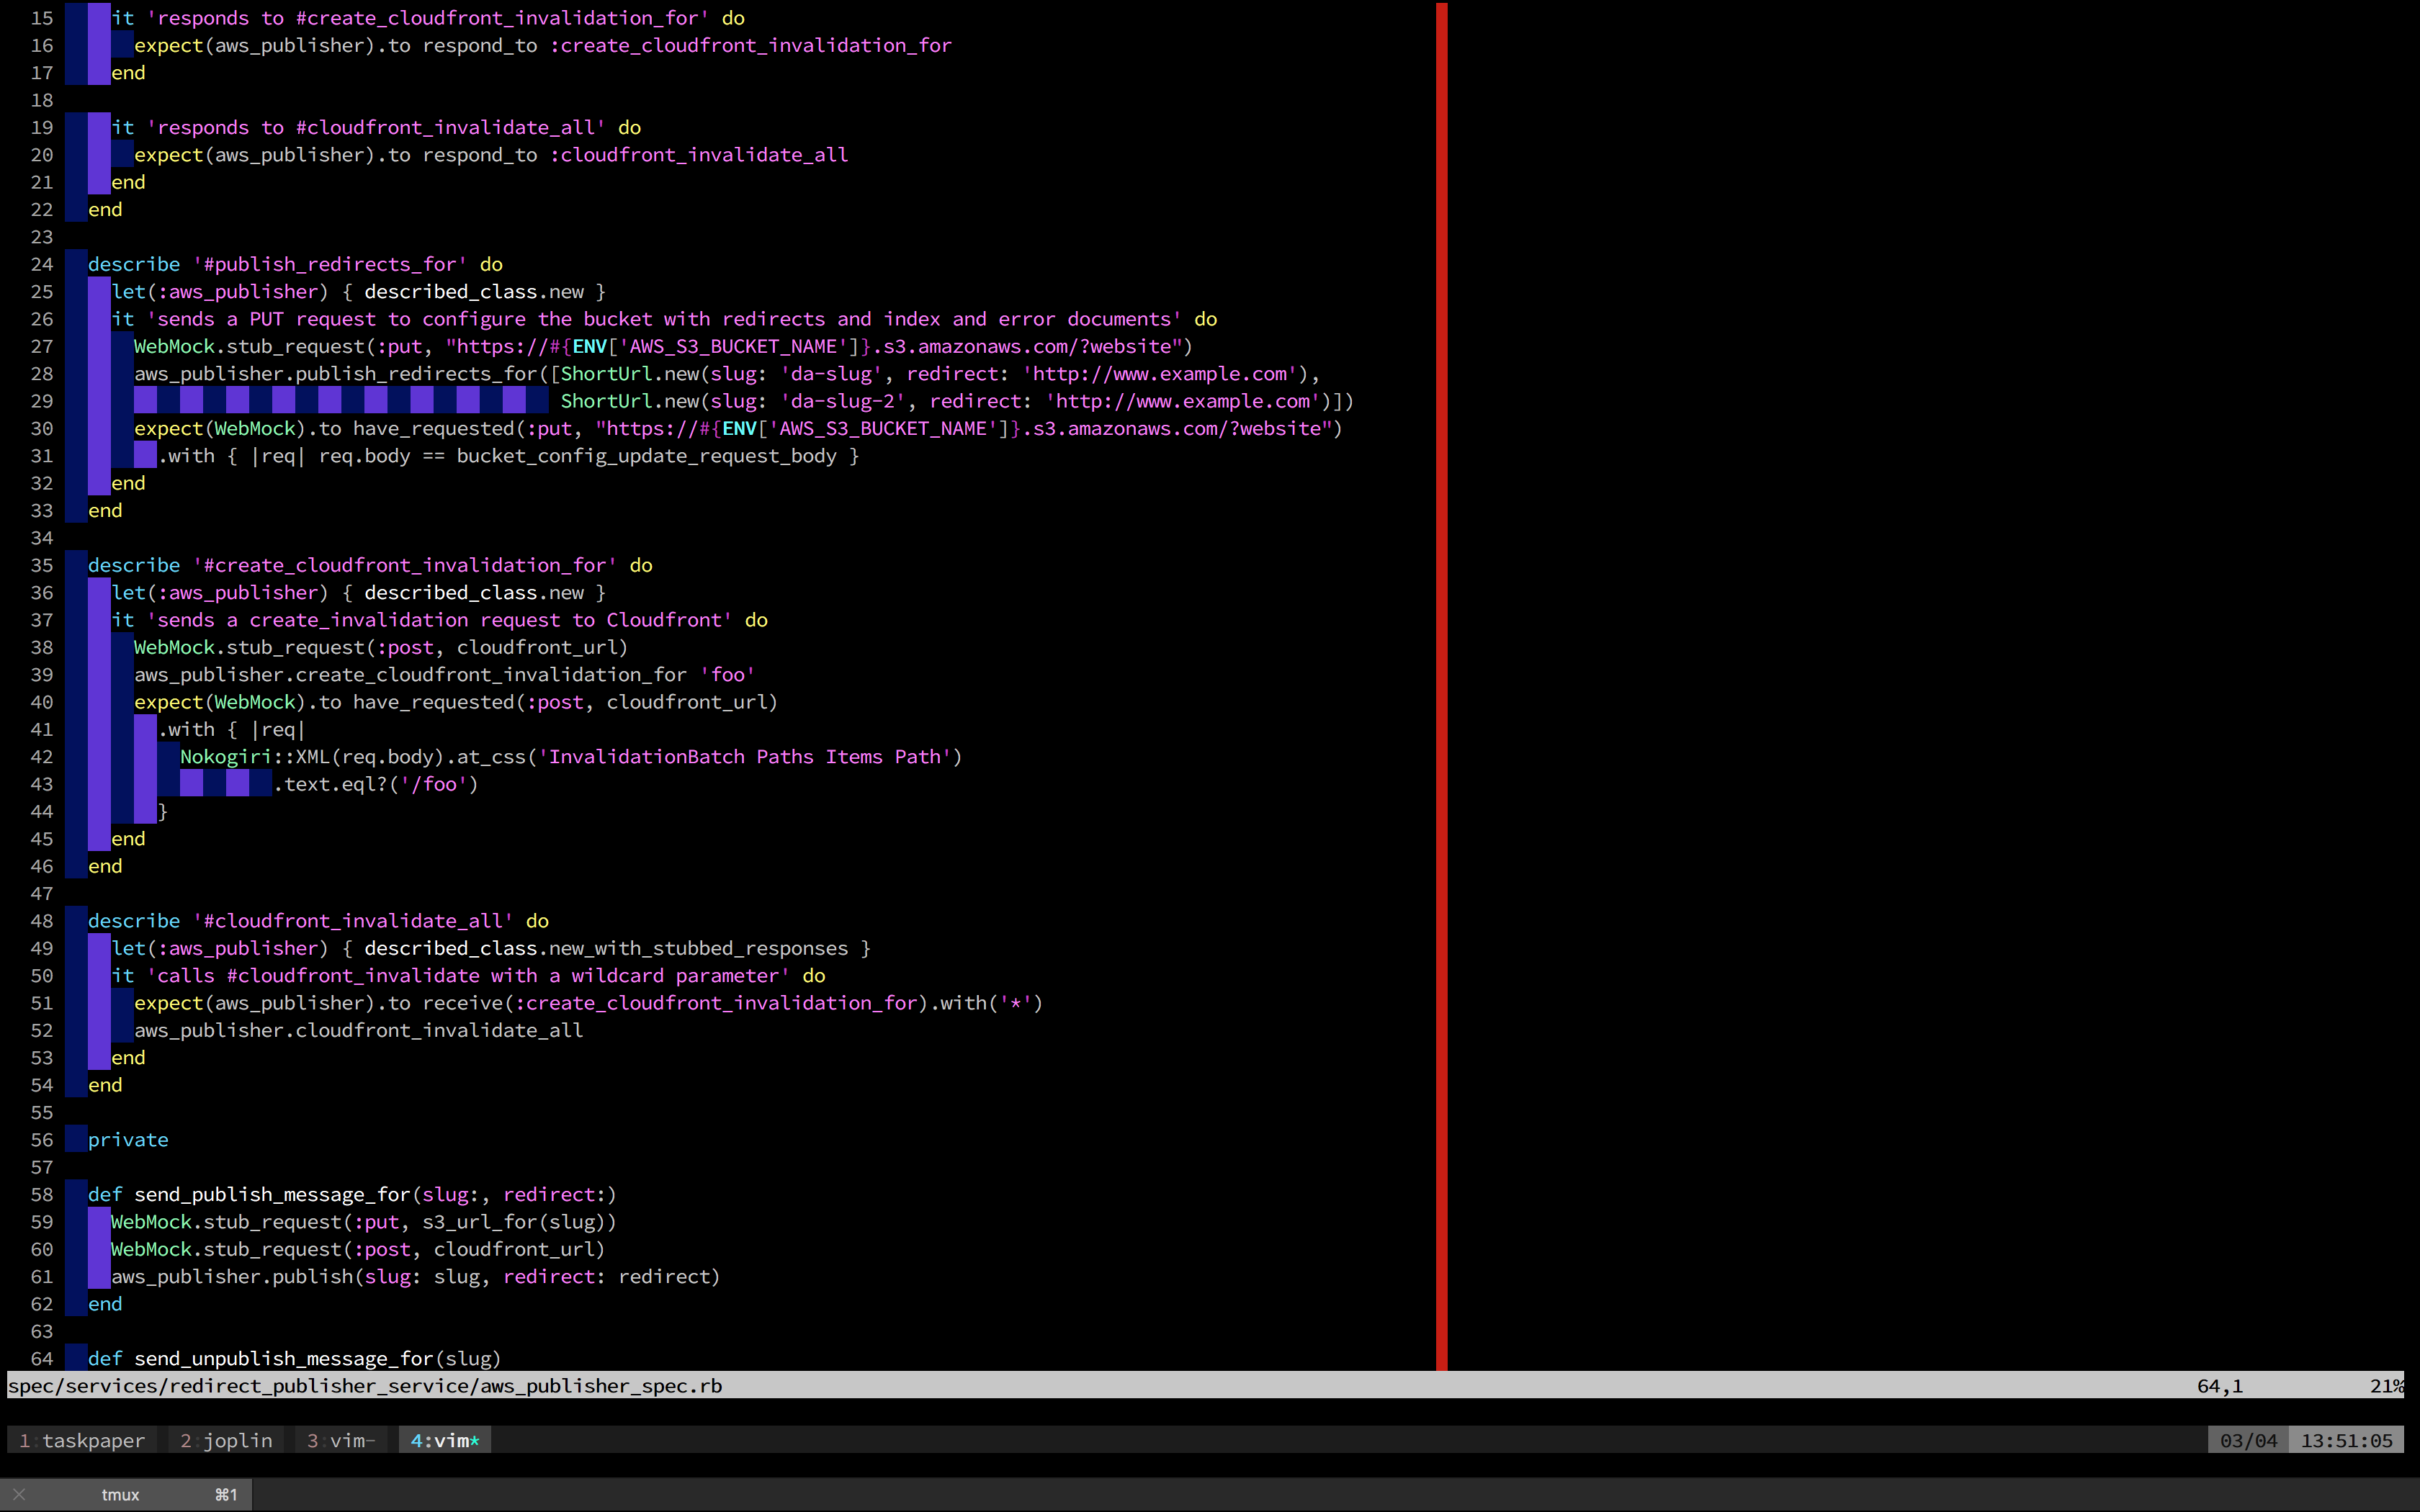 15 it 'responds to #create_cloudfront_invalidation_for' do
16 expect(aws_publisher).to respond_to :create_cloudfront_invalidation_for
17 end
18
19 it 'responds to #cloudfront_invalidate_all' do
20 expect(aws_publisher).to respond_to :cloudfront_invalidate_all
21 end
22 end
23
24 describe '#publish_redirects_for' do
25 let(:aws_publisher) { described_class.new }
26 it 'sends a PUT request to configure the bucket with redirects and index and error documents' do
27 WebMock.stub_request(:put, "https://#{ENV['AWS_S3_BUCKET_NAME']}.s3.amazonaws.com/?website")
28 aws_publisher.publish_redirects_for([ShortUrl.new(slug: 'da-slug', redirect: 'http://www.example.com'),
29 ShortUrl.new(slug: 'da-slug-2', redirect: 'http://www.example.com')])
30 expect(WebMock).to have_requested(:put, "https://#{ENV['AWS_S3_BUCKET_NAME']}.s3.amazonaws.com/?website")
31 .with { |req| req.body == bucket_config_update_request_body }
32 end
33 end
34
35 describe '#create_cloudfront_invalidation_for' do
36 let(:aws_publisher) { described_class.new }
37 it 'sends a create_invalidation request to Cloudfront' do
38 WebMock.stub_request(:post, cloudfront_url)
39 aws_publisher.create_cloudfront_invalidation_for 'foo'
40 expect(WebMock).to have_requested(:post, cloudfront_url)
41 .with { |req|
42 Nokogiri::XML(req.body).at_css('InvalidationBatch Paths Items Path')
43 .text.eql?('/foo')
44 }
45 end
46 end
47
48 describe '#cloudfront_invalidate_all' do
49 let(:aws_publisher) { described_class.new_with_stubbed_responses }
50 it 'calls #cloudfront_invalidate with a wildcard parameter' do
51 expect(aws_publisher).to receive(:create_cloudfront_invalidation_for).with('*')
52 aws_publisher.cloudfront_invalidate_all
53 end
54 end
55
56 private
57
58 def send_publish_message_for(slug:, redirect:)
59 WebMock.stub_request(:put, s3_url_for(slug))
60 WebMock.stub_request(:post, cloudfront_url)
61 aws_publisher.publish(slug: slug, redirect: redirect)
62 end
63
64 def send_unpublish_message_for(slug)
spec/services/redirect_publisher_service/aws_publisher_spec.rb 64,1 21%
1:taskpaper 2:joplin 3:vim- 4:vim* 03/04 13:51:05
tmux ⌘1